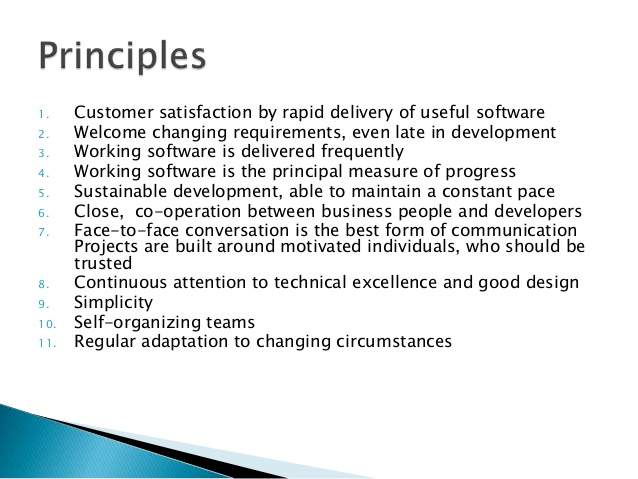 Principles
1. Customer satisfaction by rapid delivery of useful software
2. Welcome changing requirements, even late in development
3. Working software is delivered frequently
4. Working software is the principal measure of progress
5. Sustainable development, able to maintain a constant pace
6. Close, co-operation between business people and developers
7. Face-to-face conversation is the best form of communication
Projects are built around motivated individuals, who should be
trusted
8. Continuous attention to technical excellence and good design
9. Simplicity
10. Self-organizing teams
11. Regular adaptation to changing circumstances